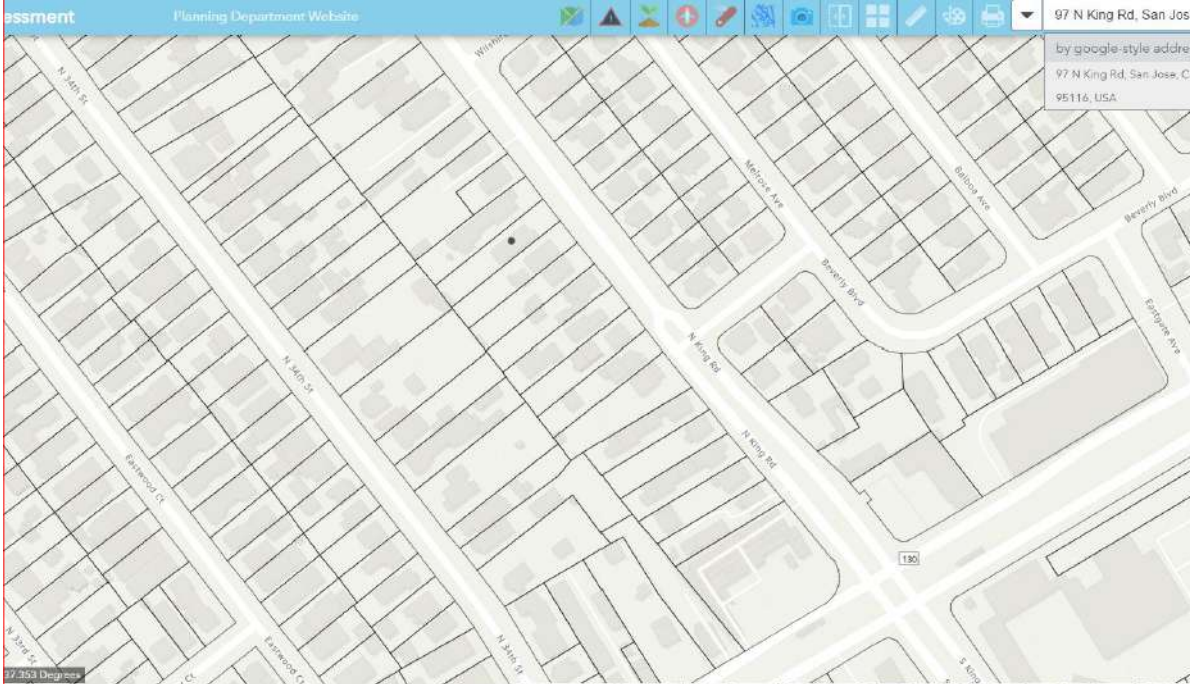 essment
Planning Department Website
97 N King Rd, San Jos
by google-style addre
97 N King Rd, San Jose, C
95116, USA
N 34th St
Wilshire
Melrose Ave
Balboa Ave
Beverly Blvd
Beverly Blvd
Eastgate Ave
N King Rd
N 34th St
N King Rd
Eastwood Ct
130
N 33rd St
Eastwood Ct
N 34th St
S King
37.353 Degrees
Ct